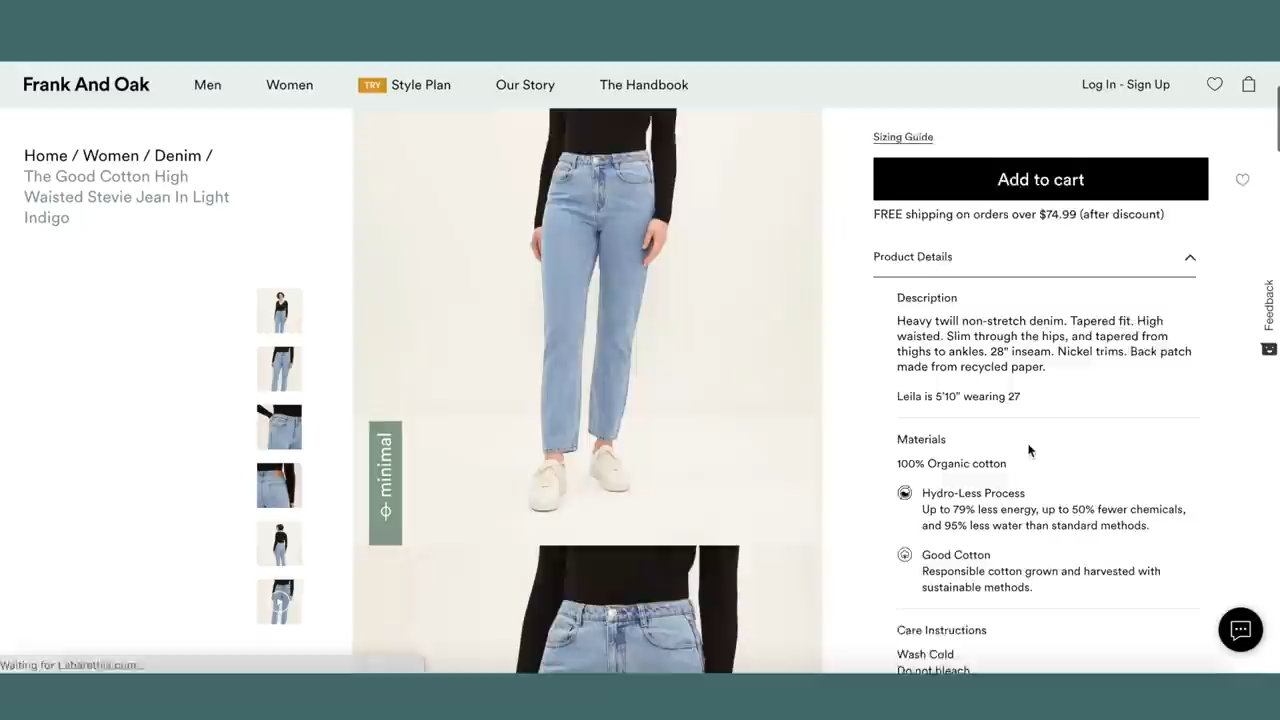 Frank And Oak
Men
Women
TRY Style Plan
Our Story
The Handbook
Log In - Sign Up
Home / Women / Denim /
The Good Cotton High
Waisted Stevie Jean In Light
Indigo
minimal
Sizing Guide
Add to cart
FREE shipping on orders over $74.99 (after discount)
Product Details
Description
Heavy twill non-stretch denim. Tapered fit. High
waisted. Slim through the hips, and tapered from
thighs to ankles. 28" inseam. Nickel trims. Back patch
made from recycled paper.
Leila is 5'10" wearing 27
Materials
100% Organic cotton
Hydro-Less Process
Up to 79% less energy, up to 50% fewer chemicals,
and 95% less water than standard methods.
Good Cotton
Responsible cotton grown and harvested with
sustainable methods.
Care Instructions
Wash Cold
Do not bleach
Feedback
Waiting for